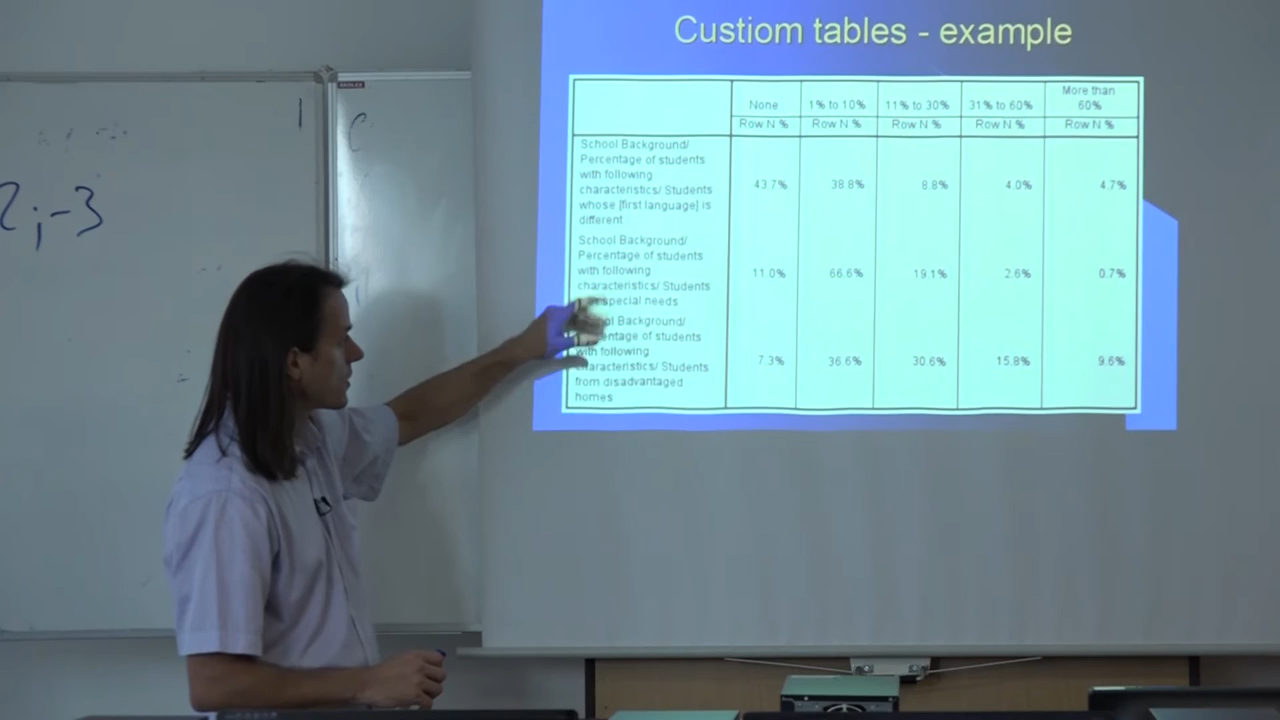 Custiom tables - example
None 1% to 10% 11% to 30% 31% to 60% More than 60%
Row N % Row N % Row N % Row N % Row N %
School Background/
Percentage of students
with following
characteristics/ Students
whose [first language] is
different
43.7% 38.8% 8.8% 4.0% 4.7%
School Background/
Percentage of students
with following
characteristics/ Students
special needs
11.0% 66.6% 19.1% 2.6% 0.7%
Background/
of students
with following
Students
from disadvantaged
homes
7.3% 36.6% 30.6% 15.8% 9.6%
2;-3
C